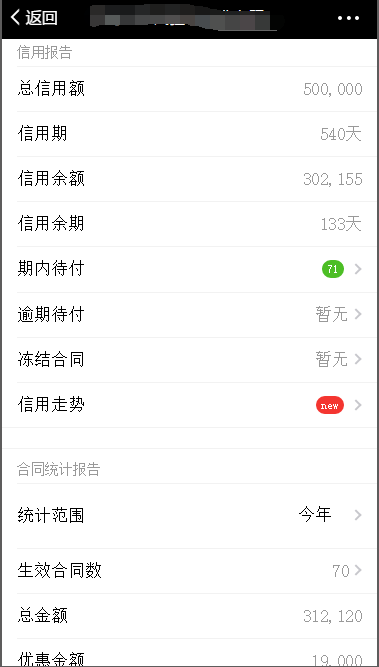 返回
信用报告
总信用额 500,000
信用期 540天
信用余额 302,155
信用余期 133天
期内待付 71
逾期待付 暂无
冻结合同 暂无
信用走势 new
合同统计报告
统计范围 今年
生效合同数 70
总金额 312,120
优惠金额 19,000